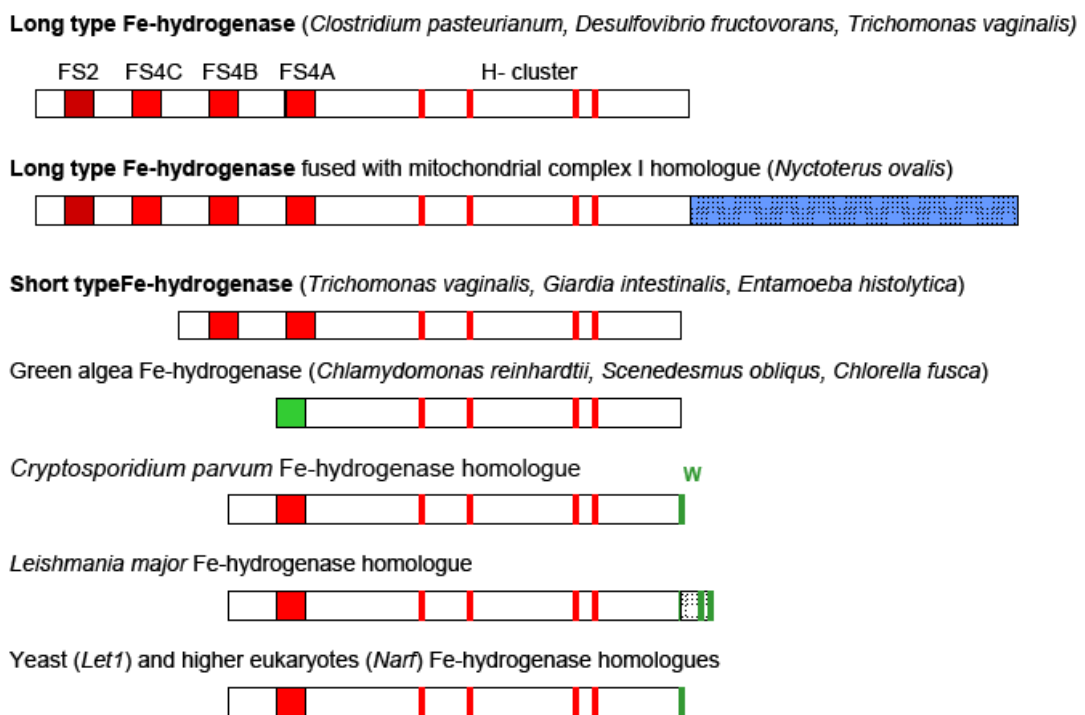 Long type Fe-hydrogenase (Clostridium pasteurianum, Desulfovibrio fructovorans, Trichomonas vaginalis)
FS2 FS4C FS4B FS4A H- cluster
Long type Fe-hydrogenase fused with mitochondrial complex I homologue (Nyctoterus ovalis)
Short typeFe-hydrogenase (Trichomonas vaginalis, Giardia intestinalis, Entamoeba histolytica)
Green algea Fe-hydrogenase (Chlamydomonas reinhardtii, Scenedesmus obliqus, Chlorella fusca)
Cryptosporidium parvum Fe-hydrogenase homologue
W
Leishmania major Fe-hydrogenase homologue
Yeast (Let1) and higher eukaryotes (Narf) Fe-hydrogenase homologues